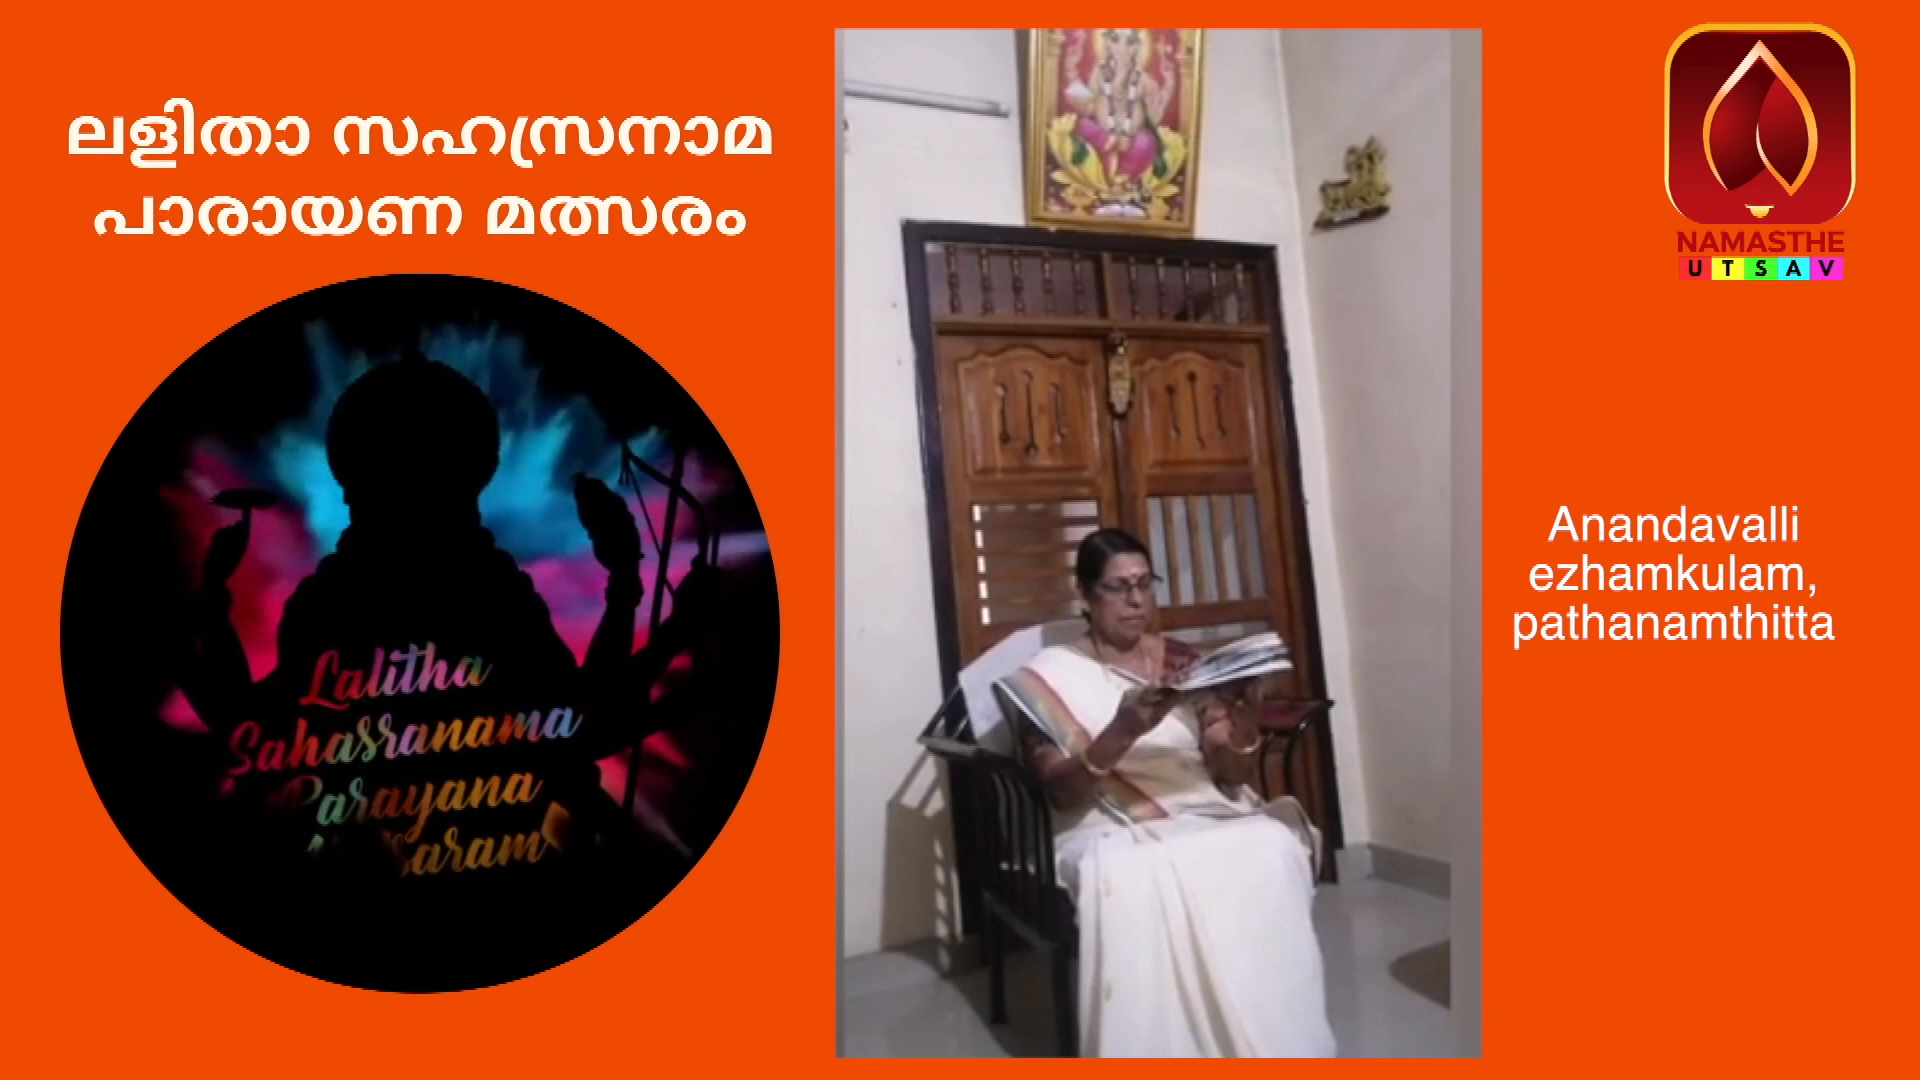 ലളിതാ സഹസ്രനാമ
പാരായണ മത്സരം
Lalitha
Sahasranama
Parayana
NAMASTHE
UTSAV
Anandavalli
ezhamkulam,
pathanamthitta